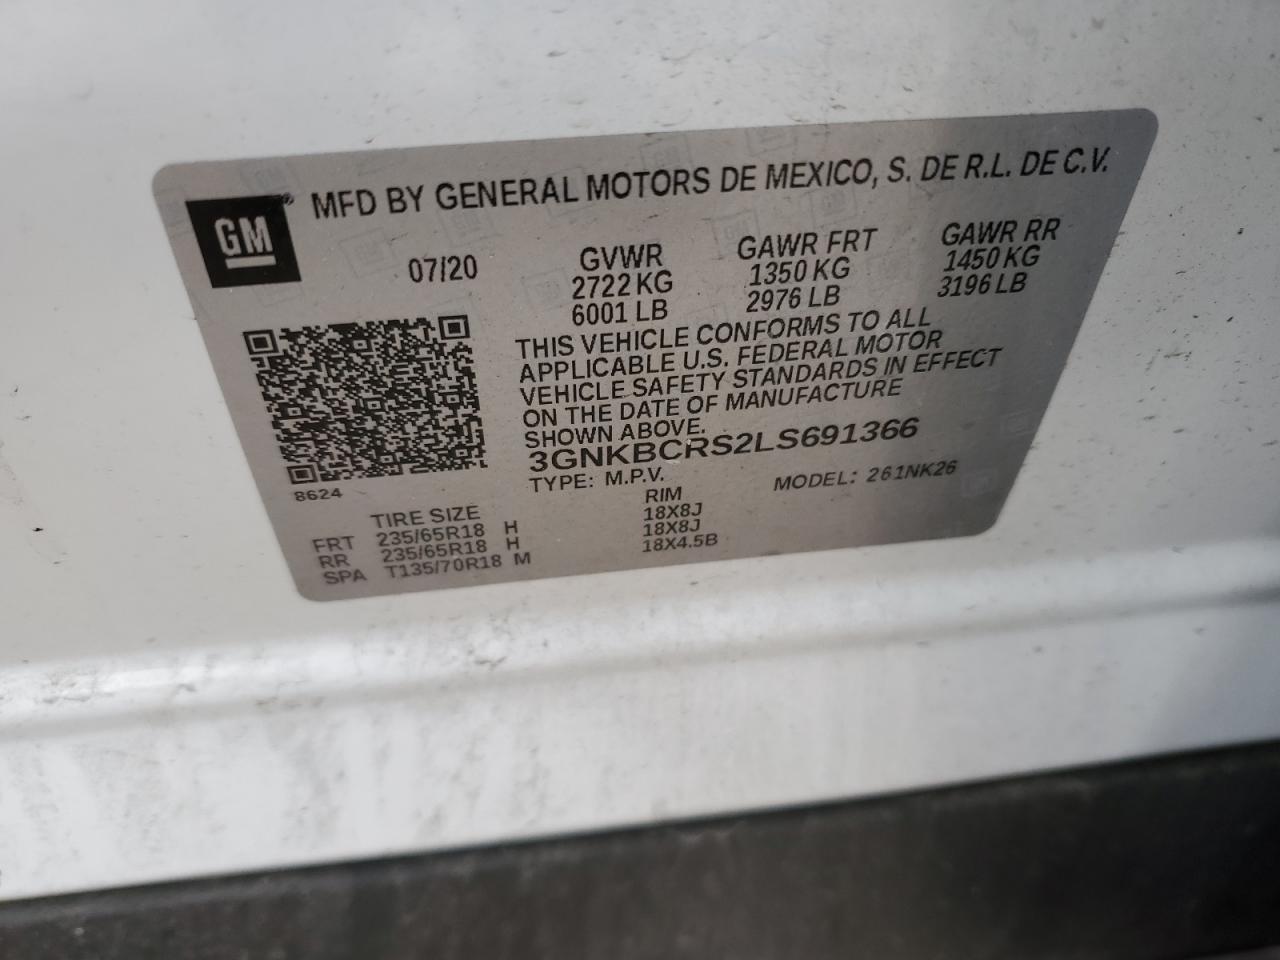 GM® MFD BY GENERAL MOTORS DE MEXICO, S. DE R.L. DE C.V.
07/20
GVWR GAWR FRT GAWR RR
2722 KG 1350 KG 1450 KG
6001 LB 2976 LB 3196 LB
THIS VEHICLE CONFORMS TO ALL
APPLICABLE U.S. FEDERAL MOTOR
VEHICLE SAFETY STANDARDS IN EFFECT
ON THE DATE OF MANUFACTURE
SHOWN ABOVE.
3GNKBCRS2LS691366
TYPE: M.P.V. MODEL: 261NK26
8624
TIRE SIZE RIM
FRT 235/65R18 H 18X8J
RR 235/65R18 H 18X8J
SPA T135/70R18 M 18X4.5B